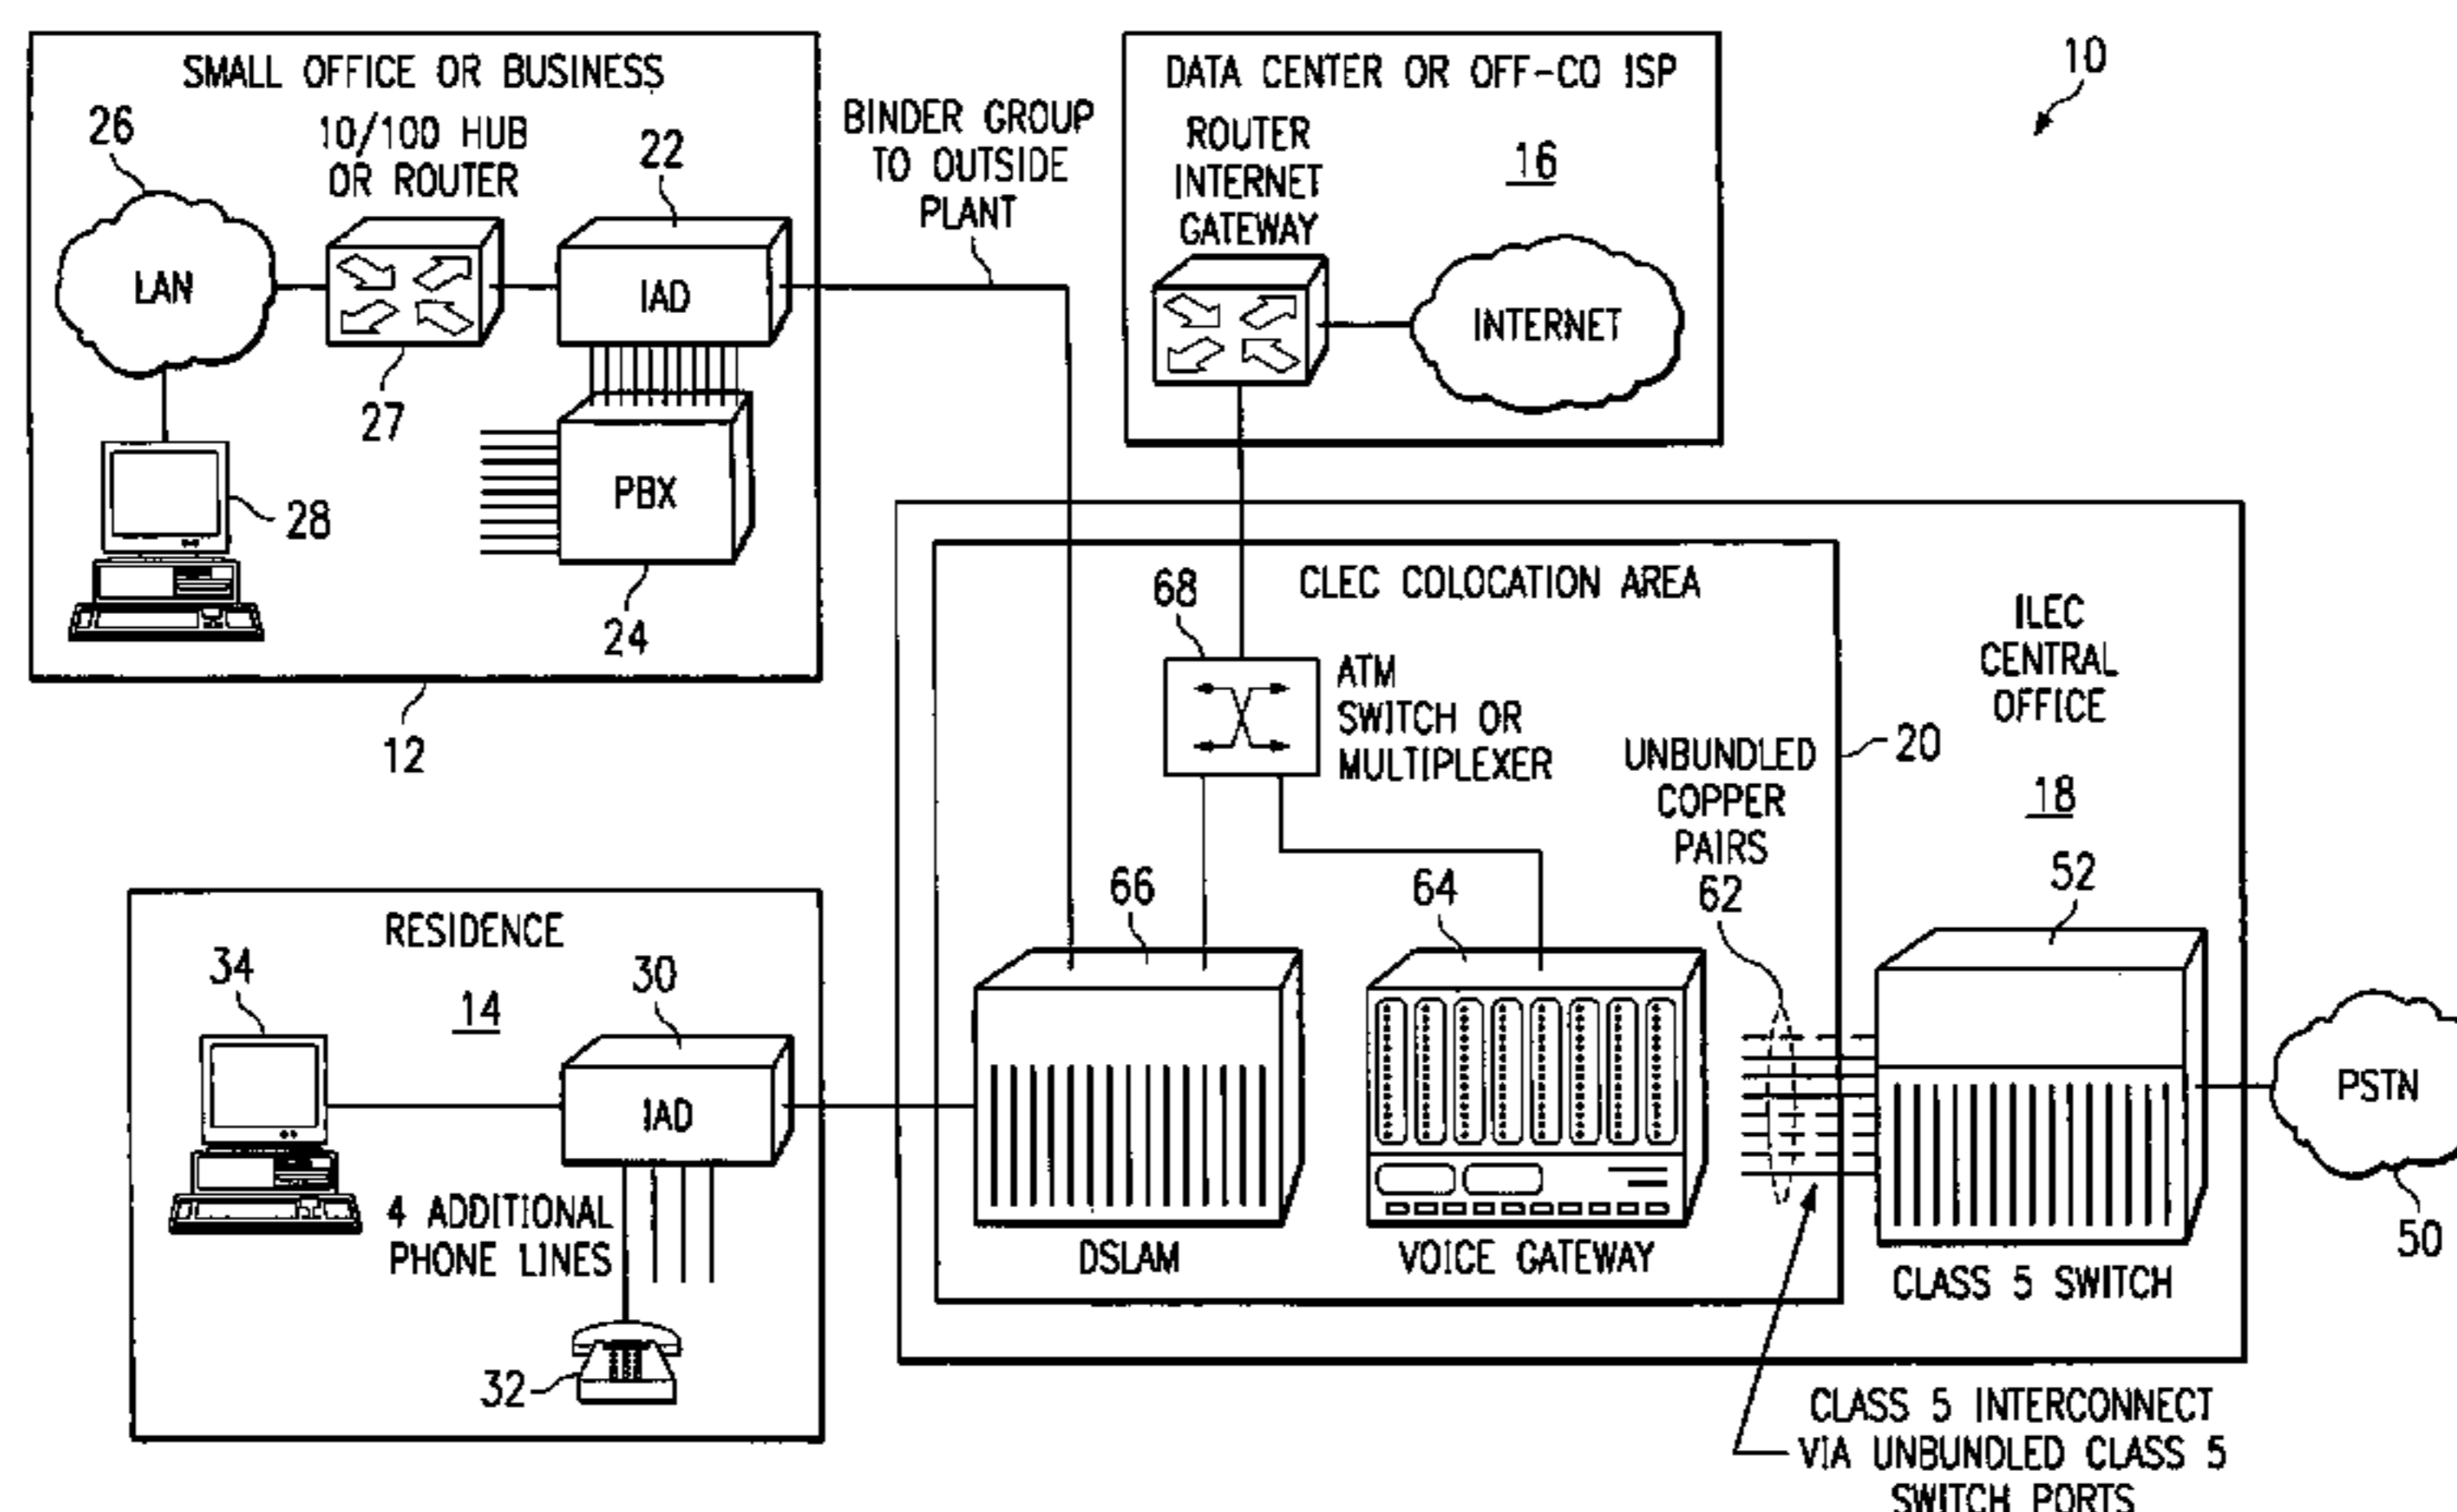 SMALL OFFICE OR BUSINESS
26
10/100 HUB
OR ROUTER
22
LAN
IAD
27
28
PBX
24
12
BINDER GROUP
TO OUTSIDE
PLANT
DATA CENTER OR OFF-CO ISP
ROUTER
INTERNET
GATEWAY
16
INTERNET
10
CLEC COLOCATION AREA
68
ATM
SWITCH OR
MULTIPLEXER
ILEC
CENTRAL
OFFICE
18
20
UNBUNDLED
COPPER
PAIRS
62
66
64
52
DSLAM
VOICE GATEWAY
CLASS 5 SWITCH
PSTN
50
RESIDENCE
34
14
30
IAD
4 ADDITIONAL
PHONE LINES
32
CLASS 5 INTERCONNECT
VIA UNBUNDLED CLASS 5
SWITCH PORTS